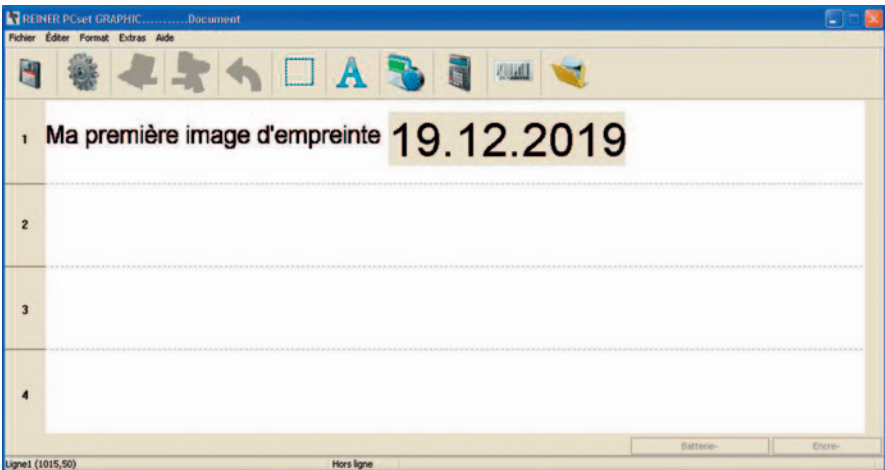 REINER PCset GRAPHIC...........Document
Fichier Éditer Format Extras Aide
1 Ma première image d'empreinte 19.12.2019
2
3
4
Batterie- Encre-
Ligne1 (1015,50) Hors ligne